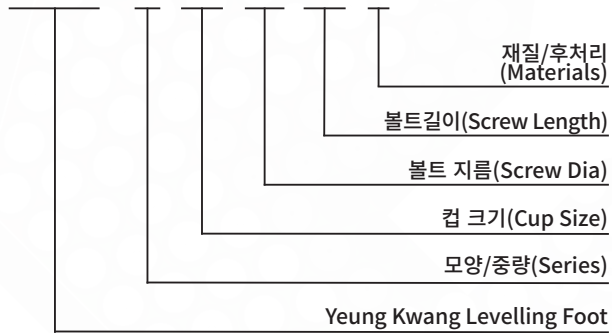 재질/후처리
(Materials)
볼트길이(Screw Length)
볼트 지름(Screw Dia)
컵 크기(Cup Size)
모양/중량(Series)
Yeung Kwang Levelling Foot